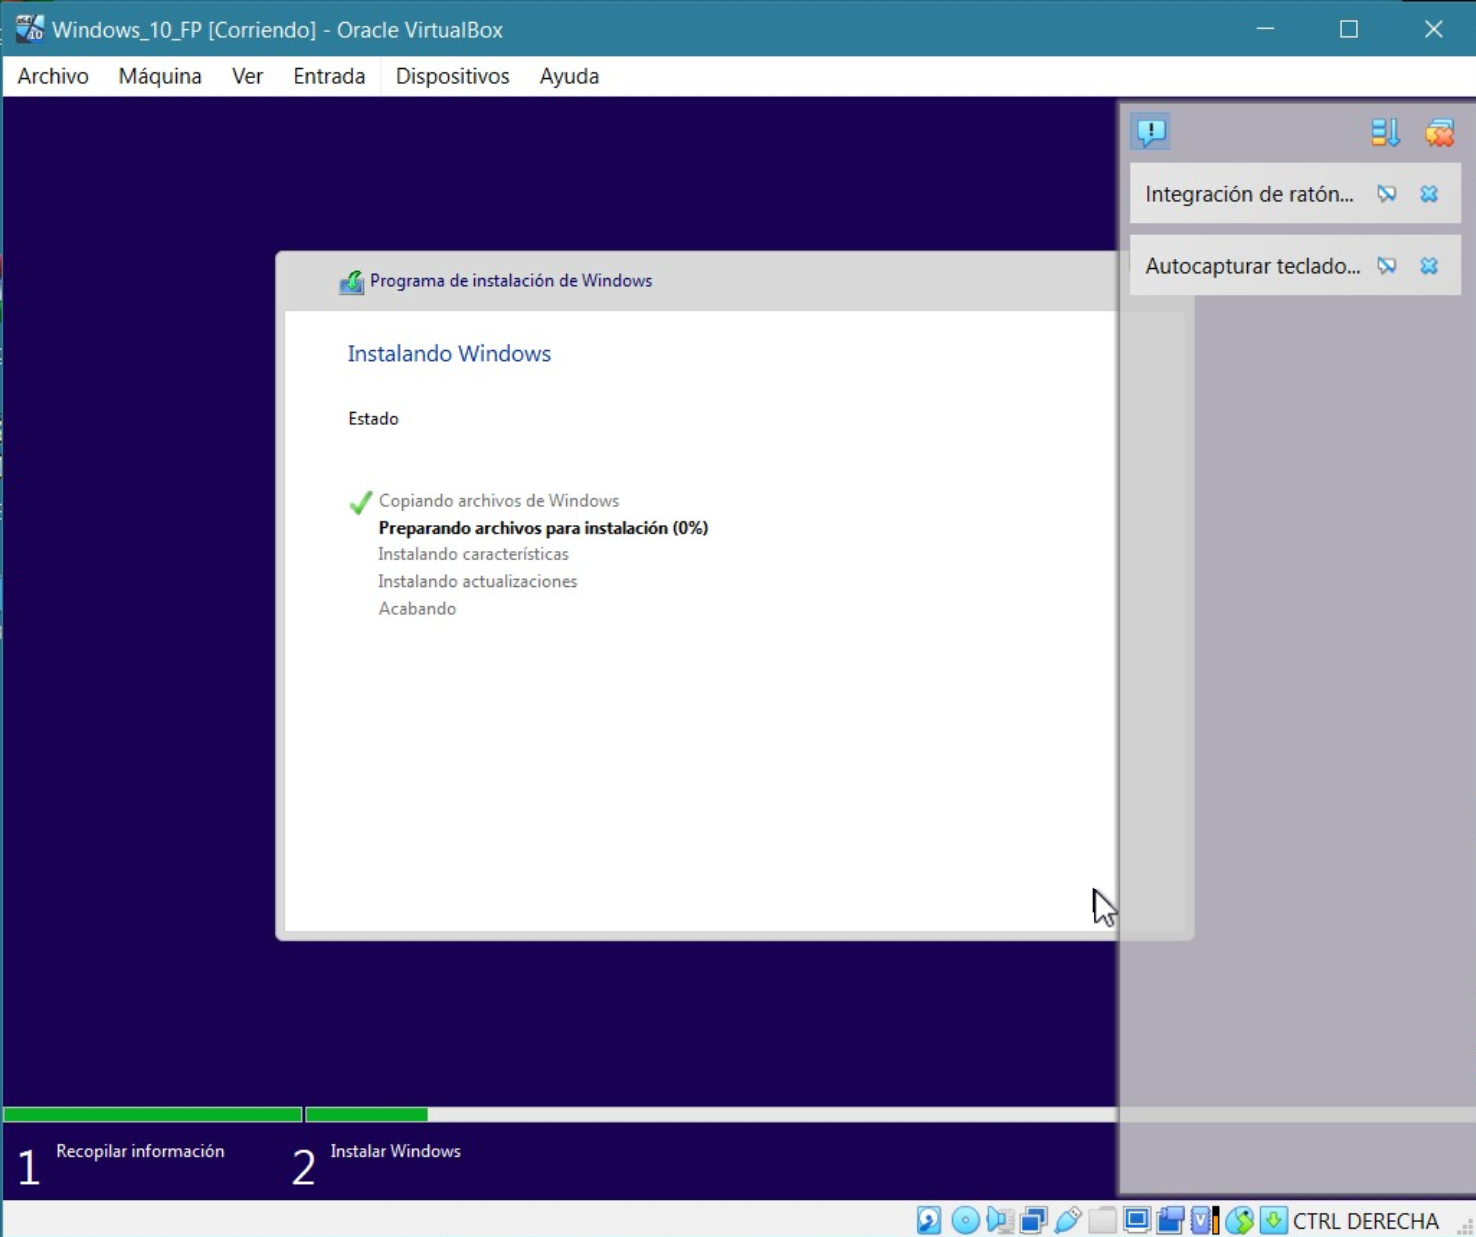 Windows_10_FP [Corriendo] - Oracle VirtualBox
Archivo Máquina Ver Entrada Dispositivos Ayuda
Integración de ratón...
Autocapturar teclado...
Programa de instalación de Windows
Instalando Windows
Estado
Copiando archivos de Windows
Preparando archivos para instalación (0%)
Instalando características
Instalando actualizaciones
Acabando
1 Recopilar información
2 Instalar Windows
CTRL DERECHA